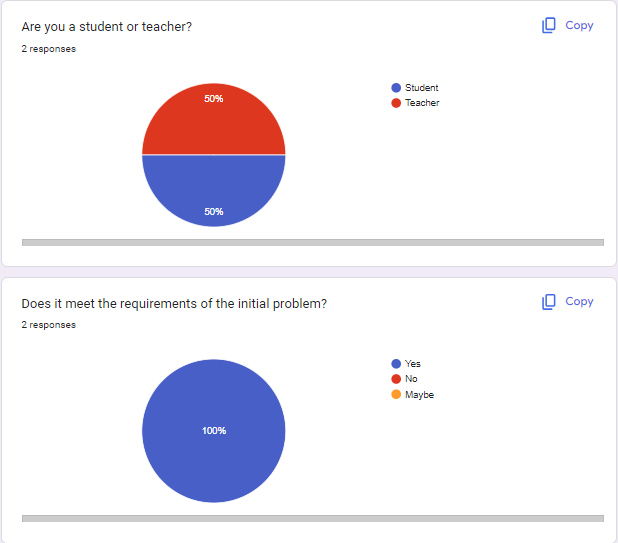 Are you a student or teacher?
Copy
2 responses
50%
50%
Student
Teacher
Does it meet the requirements of the initial problem?
Copy
2 responses
100%
Yes
No
Maybe